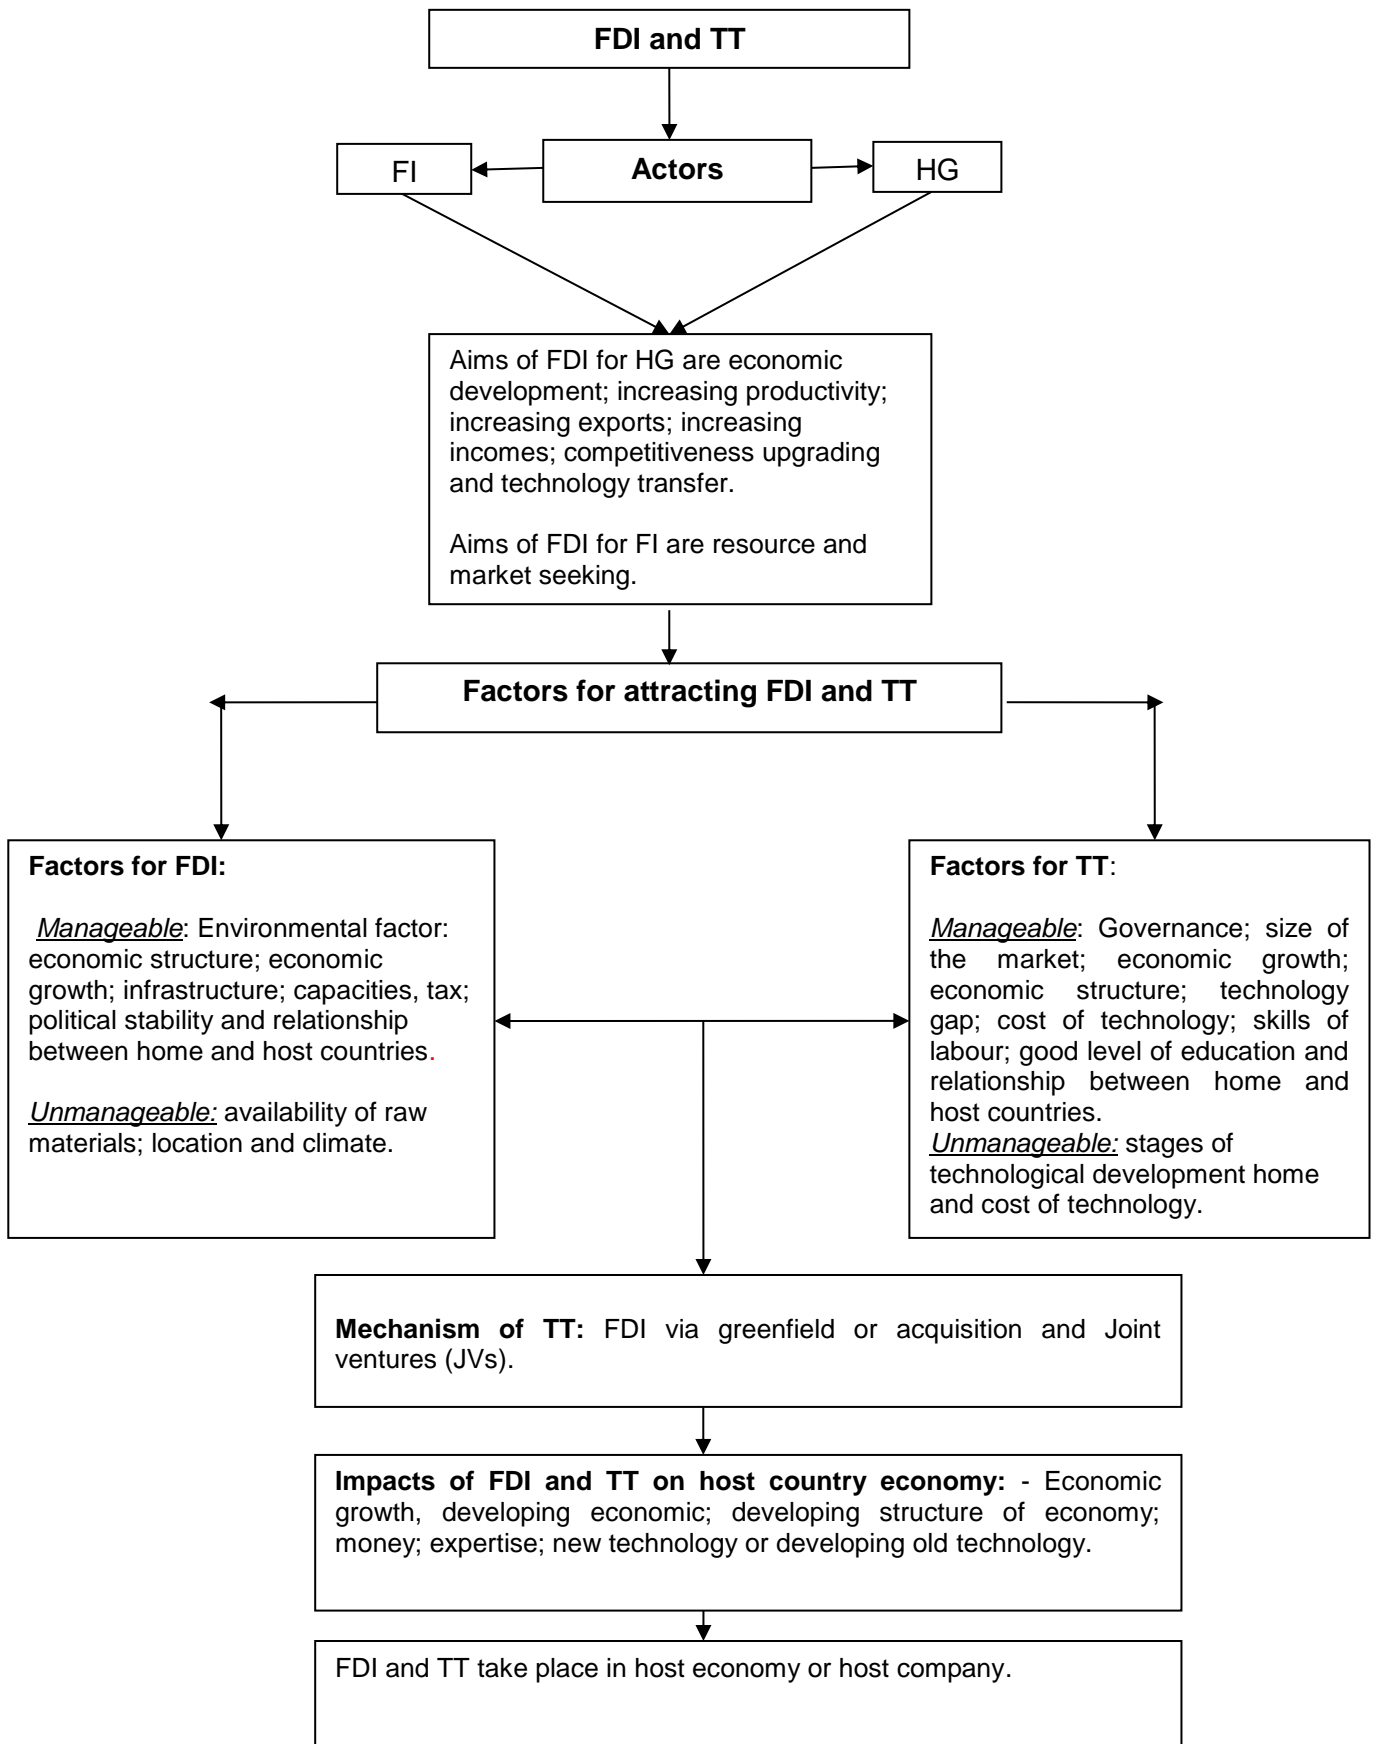 FDI and TT
FI
Actors
HG
Aims of FDI for HG are economic
development; increasing productivity;
increasing exports; increasing
incomes; competitiveness upgrading
and technology transfer.
Aims of FDI for FI are resource and
market seeking.
Factors for attracting FDI and TT
Factors for FDI:
Manageable: Environmental factor:
economic structure; economic
growth; infrastructure; capacities, tax;
political stability and relationship
between home and host countries.
Unmanageable: availability of raw
materials; location and climate.
Factors for TT:
Manageable: Governance; size of
the market; economic growth;
economic structure; technology
gap; cost of technology; skills of
labour; good level of education and
relationship between home and
host countries.
Unmanageable: stages of
technological development home
and cost of technology.
Mechanism of TT: FDI via greenfield or acquisition and Joint
ventures (JVs).
Impacts of FDI and TT on host country economy: - Economic
growth, developing economic; developing structure of economy;
money; expertise; new technology or developing old technology.
FDI and TT take place in host economy or host company.